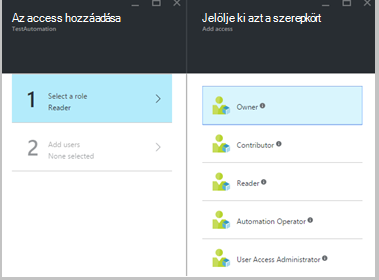 Az access hozzáadása
TestAutomation
1
Select a role
Reader
2
Add users
None selected
Jelölje ki azt a szerepkört
Add access
Owner
Contributor
Reader
Automation Operator
User Access Administrator